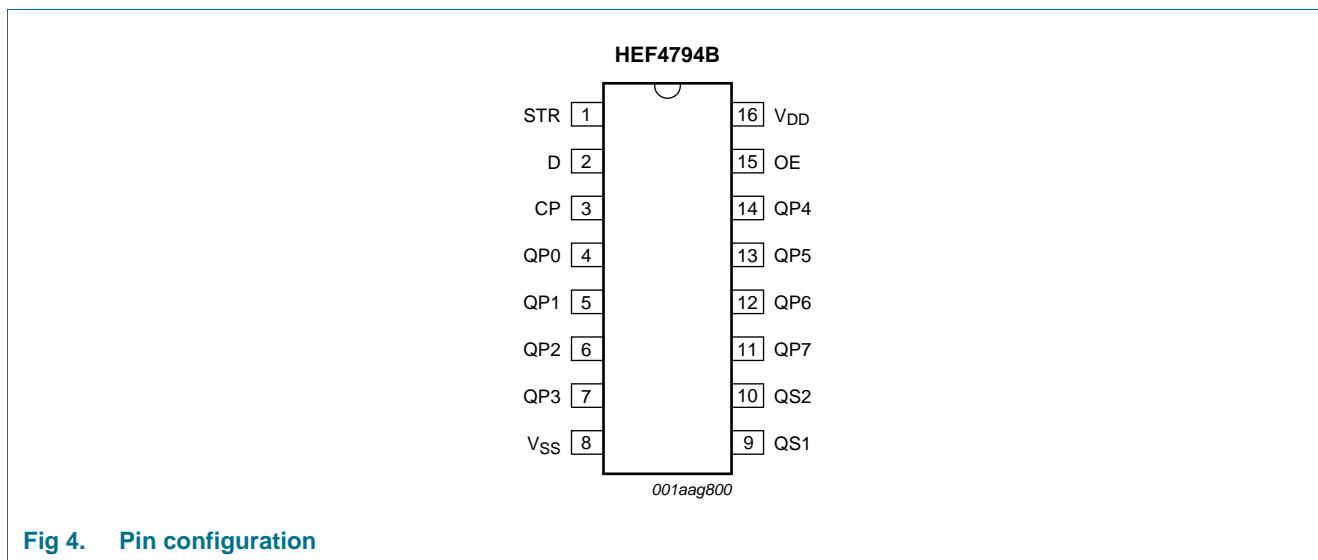 HEF4794B
STR 1 16 VDD
D 2 15 OE
CP 3 14 QP4
QP0 4 13 QP5
QP1 5 12 QP6
QP2 6 11 QP7
QP3 7 10 QS2
VSS 8 9 QS1
001aag800
Fig 4. Pin configuration